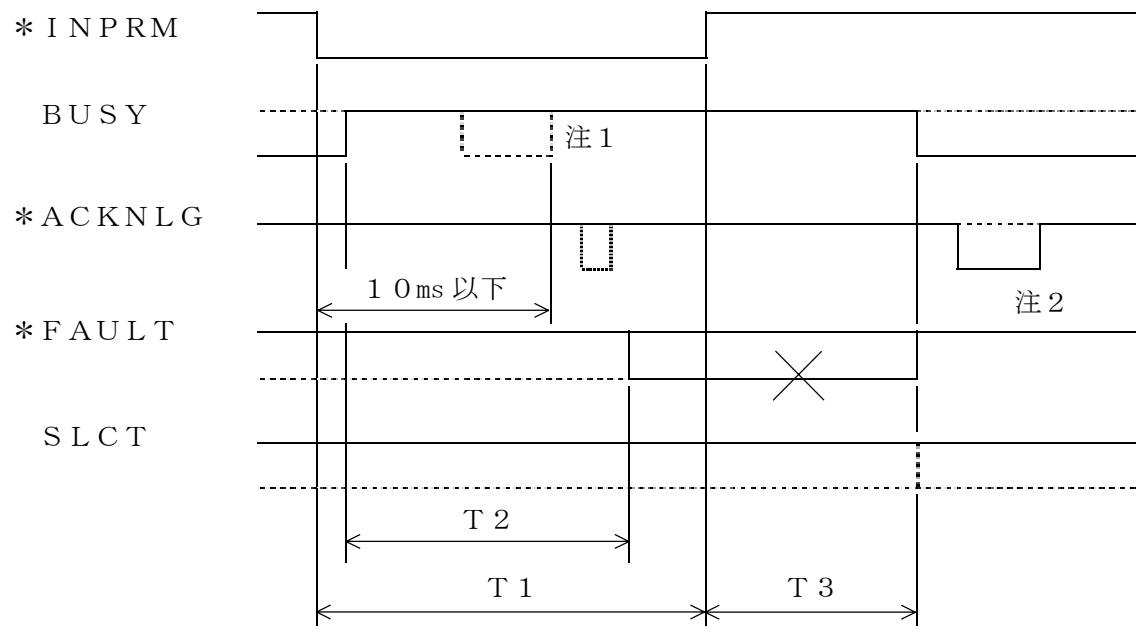 ＊ＩＮＰＲＭ
ＢＵＳＹ
注１
＊ＡＣＫＮＬＧ
１０ms 以下
注２
＊ＦＡＵＬＴ
ＳＬＣＴ
Ｔ２
Ｔ１
Ｔ３